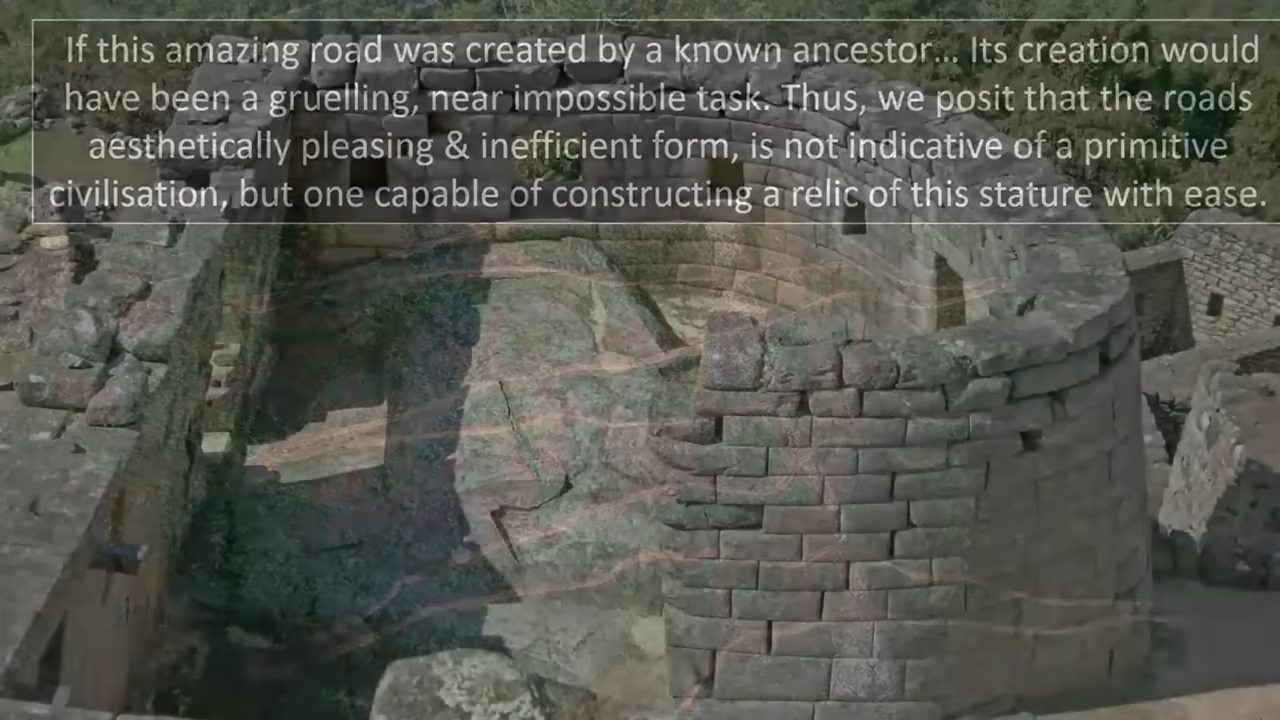 If this amazing road was created by a known ancestor... Its creation would
have been a gruelling, near impossible task. Thus, we posit that the roads
aesthetically pleasing & inefficient form, is not indicative of a primitive
civilisation, but one capable of constructing a relic of this stature with ease.